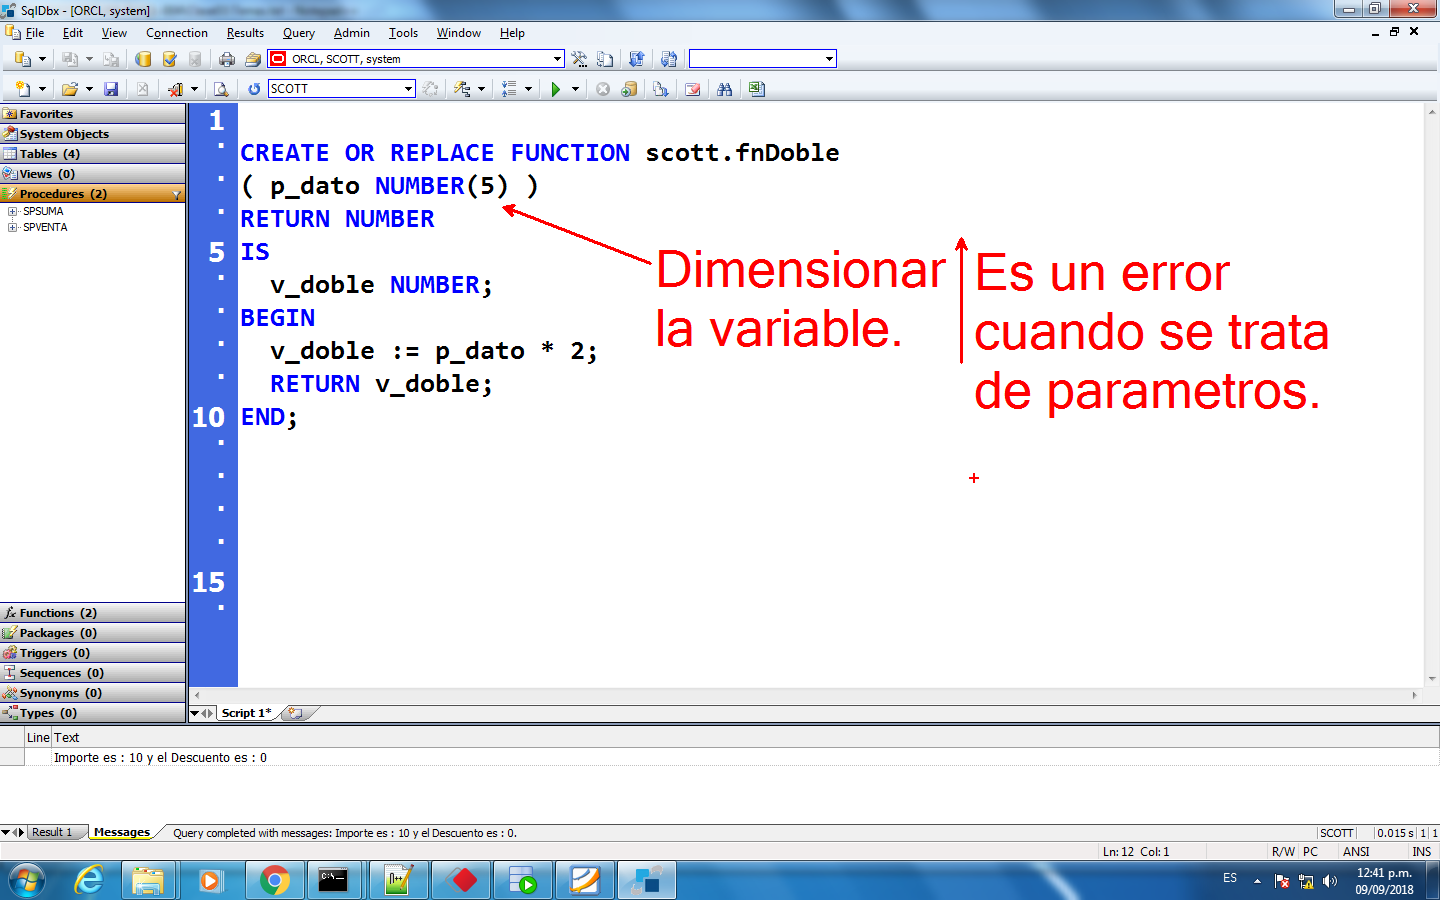 SqlDbx - [ORCL, system]
File Edit View Connection Results Query Admin Tools Window Help
ORCL, SCOTT, system
SCOTT
Favorites
System Objects
Tables (4)
Views (0)
Procedures (2)
SPSUMA
SPVENTA
1
CREATE OR REPLACE FUNCTION scott.fnDoble
( p_dato NUMBER(5) )
RETURN NUMBER
5 IS
v_doble NUMBER;
BEGIN
v_doble := p_dato * 2;
RETURN v_doble;
10 END;
15
Dimensionar
la variable.
Es un error
cuando se trata
de parametros.
Functions (2)
Packages (0)
Triggers (0)
Sequences (0)
Synonyms (0)
Types (0)
Script 1*
Line Text
Importe es : 10 y el Descuento es : 0
Result 1 Messages Query completed with messages: Importe es : 10 y el Descuento es : 0. SCOTT 0.015 s 1 1
Ln: 12 Col: 1 R/W PC ANSI INS
ES 12:41 p.m.
09/09/2018